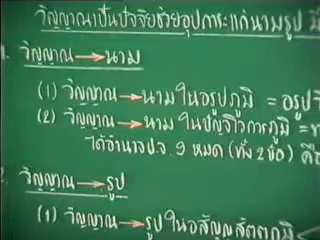 วิญญาณเป็นปัจจัยช่วยอุปการะแก่นามรูป มี
1. วิญญาณ → นาม
(1) วิญญาณ → นามในอรูปภูมิ = อรูปวิ
(2) วิญญาณ → นามในปัญจโวการภูมิ =
ได้อำนาจปจ. 9 หมด (ทั้ง 2 ข้อ) คือ
2. วิญญาณ → รูป
(1) วิญญาณ → รูปในอสัญญสัตตภูมิ